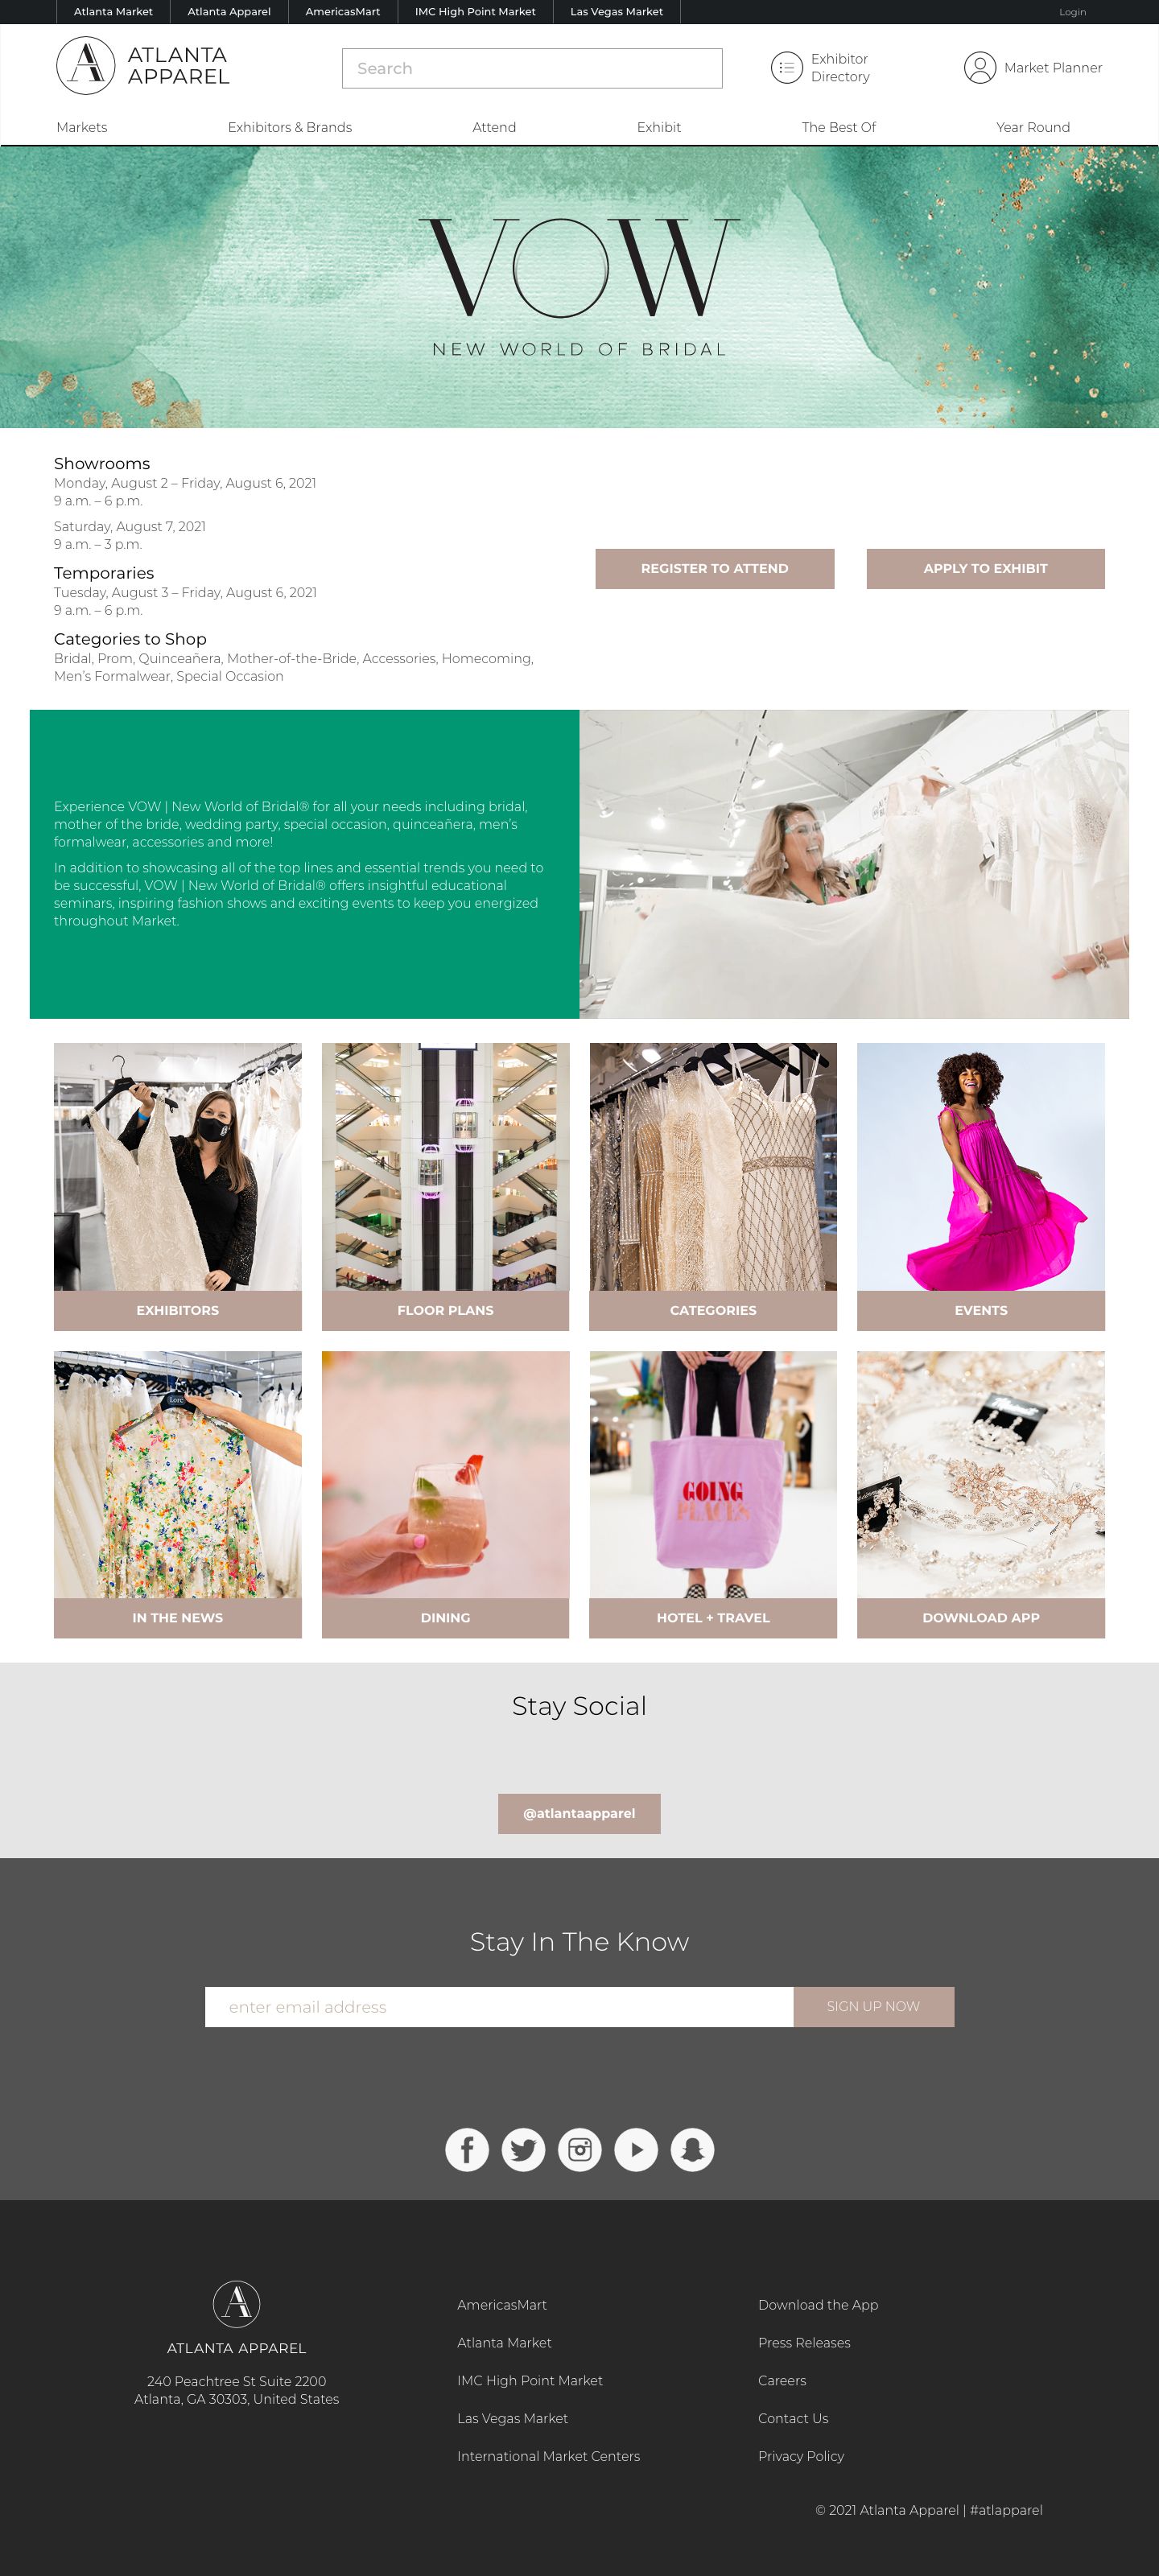 Atlanta Market
Atlanta Apparel
AmericasMart
IMC High Point Market
Las Vegas Market
Login
ATLANTA
APPAREL
Search
Exhibitor
Directory
Market Planner
Markets
Exhibitors & Brands
Attend
Exhibit
The Best Of
Year Round
VOW
NEW WORLD OF BRIDAL
Showrooms
Monday, August 2 – Friday, August 6, 2021
9 a.m. – 6 p.m.
Saturday, August 7, 2021
9 a.m. – 3 p.m.
Temporaries
Tuesday, August 3 – Friday, August 6, 2021
9 a.m. – 6 p.m.
Categories to Shop
Bridal, Prom, Quinceañera, Mother-of-the-Bride, Accessories, Homecoming,
Men's Formalwear, Special Occasion
REGISTER TO ATTEND
APPLY TO EXHIBIT
Experience VOW | New World of Bridal® for all your needs including bridal,
mother of the bride, wedding party, special occasion, quinceañera, men's
formalwear, accessories and more!
In addition to showcasing all of the top lines and essential trends you need to
be successful, VOW | New World of Bridal® offers insightful educational
seminars, inspiring fashion shows and exciting events to keep you energized
throughout Market.
EXHIBITORS
FLOOR PLANS
CATEGORIES
EVENTS
GOING
PLACES
IN THE NEWS
DINING
HOTEL + TRAVEL
DOWNLOAD APP
Stay Social
@atlantaapparel
Stay In The Know
enter email address
SIGN UP NOW
ATLANTA APPAREL
240 Peachtree St Suite 2200
Atlanta, GA 30303, United States
AmericasMart
Atlanta Market
IMC High Point Market
Las Vegas Market
International Market Centers
Download the App
Press Releases
Careers
Contact Us
Privacy Policy
© 2021 Atlanta Apparel | #atlapparel